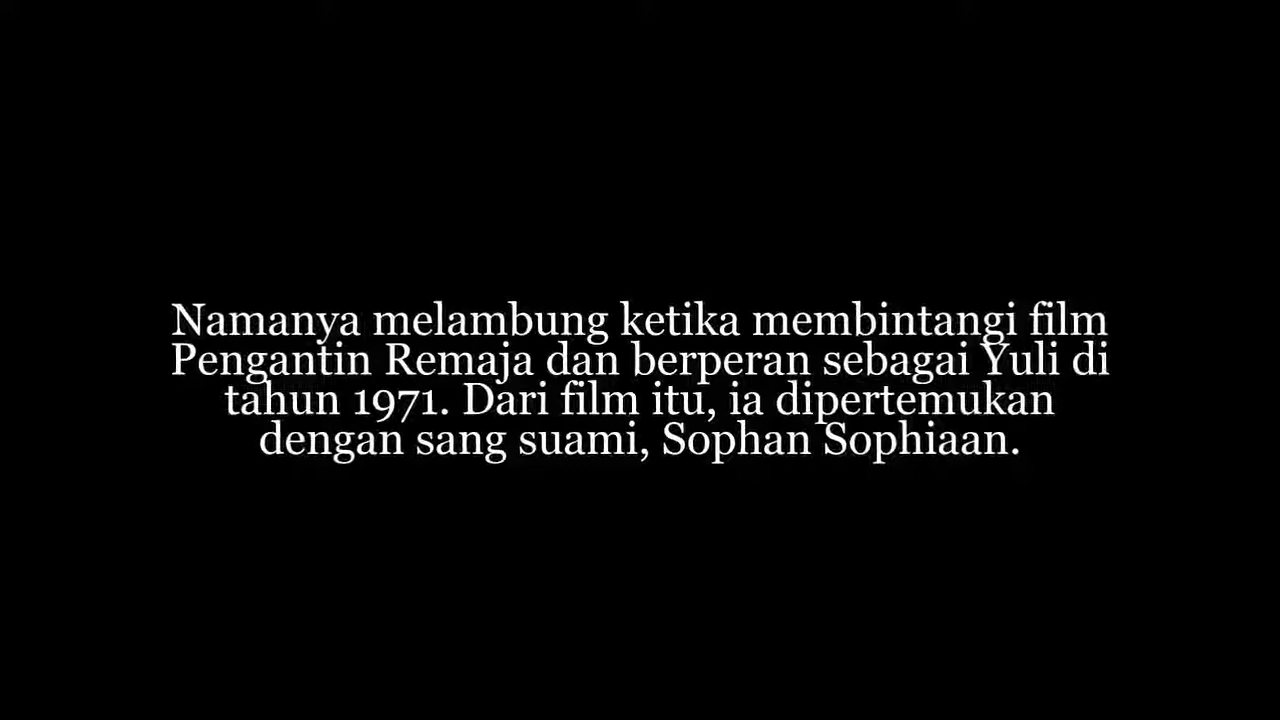 Namanya melambung ketika membintangi film
Pengantin Remaja dan berperan sebagai Yuli di
tahun 1971. Dari film itu, ia dipertemukan
dengan sang suami, Sophan Sophiaan.